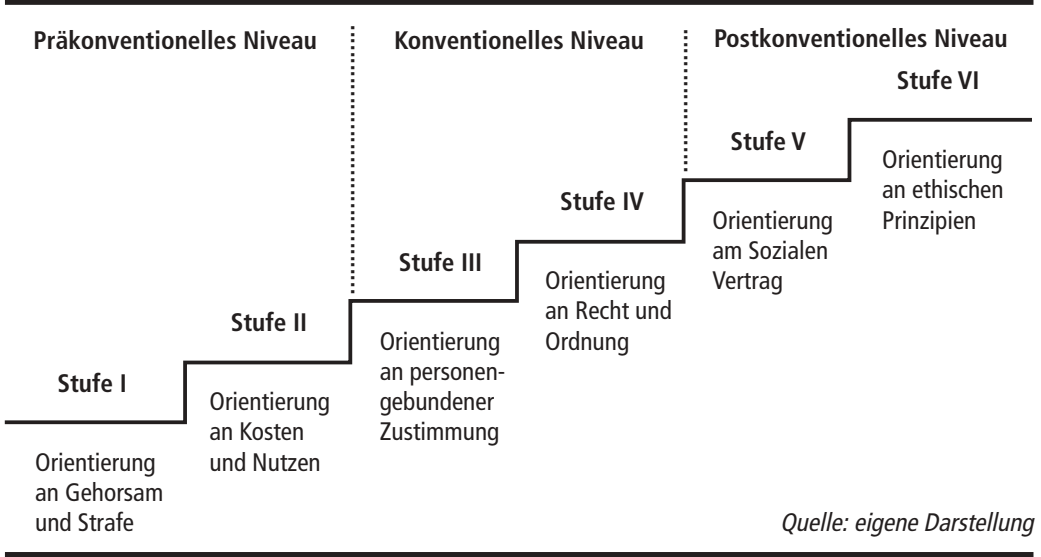 Präkonventionelles Niveau
Konventionelles Niveau
Postkonventionelles Niveau
Stufe I
Orientierung
an Gehorsam
und Strafe
Stufe II
Orientierung
an Kosten
und Nutzen
Stufe III
Orientierung
an personen-
gebundener
Zustimmung
Stufe IV
Orientierung
an Recht und
Ordnung
Stufe V
Orientierung
am Sozialen
Vertrag
Stufe VI
Orientierung
an ethischen
Prinzipien
Quelle: eigene Darstellung